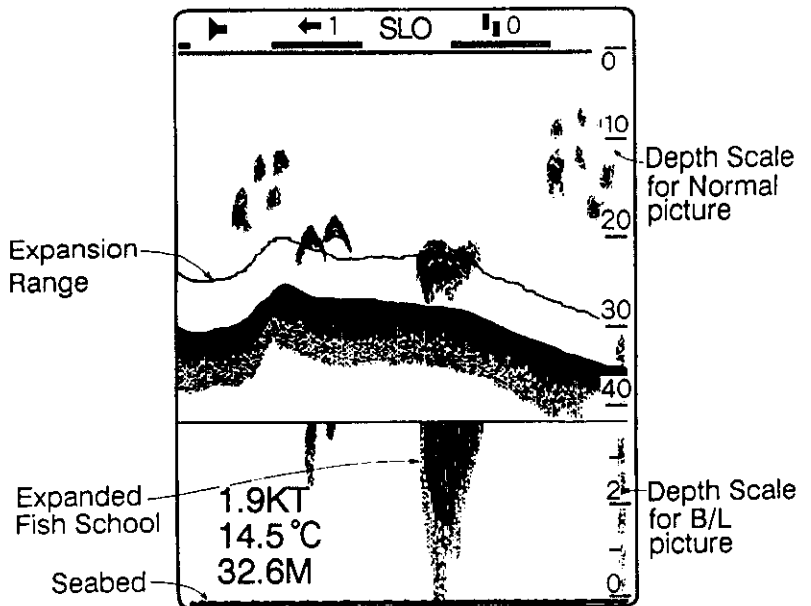 1 SLO 0
0
10
Depth Scale
for Normal
picture
20
Expansion
Range
30
40
Expanded
Fish School
1.9KT
14.5°C
32.6M
2
Depth Scale
for B/L
picture
Seabed
0